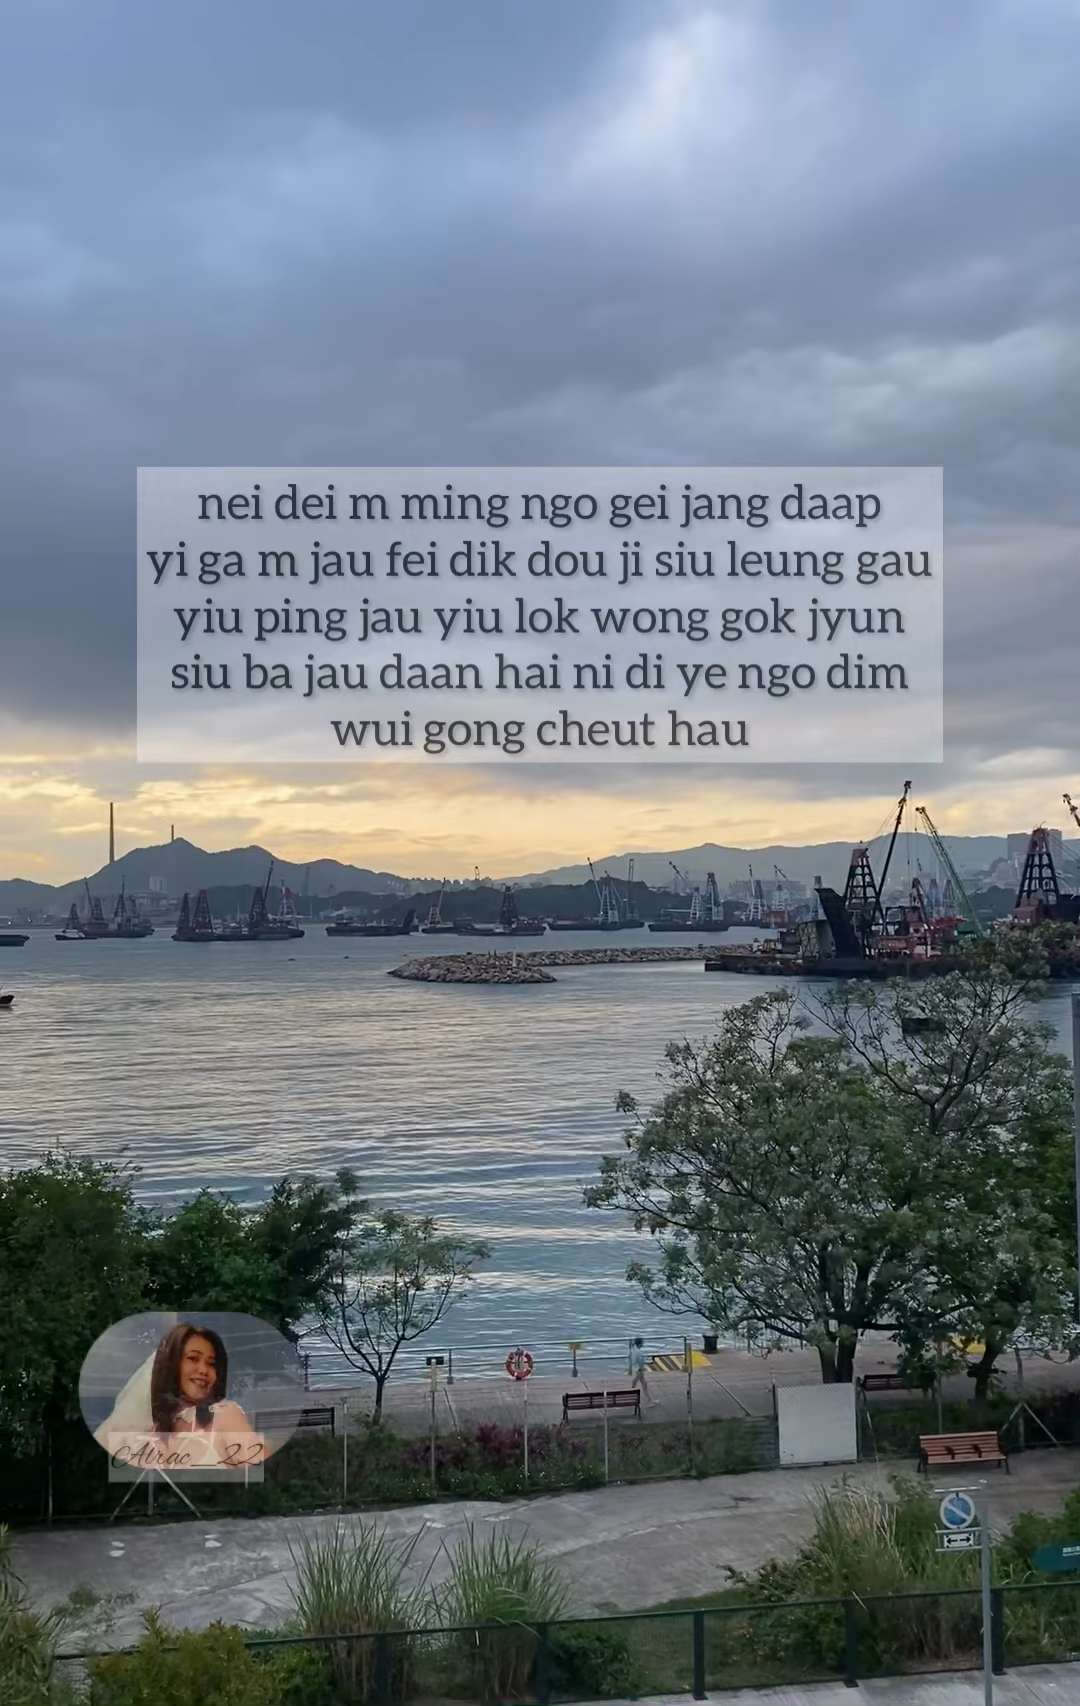 nei dei m ming ngo gei jang daap
yi ga m jau fei dik dou ji siu leung gau
yiu ping jau yiu lok wong gok jyun
siu ba jau daan hai ni di ye ngo dim
wui gong cheut hau